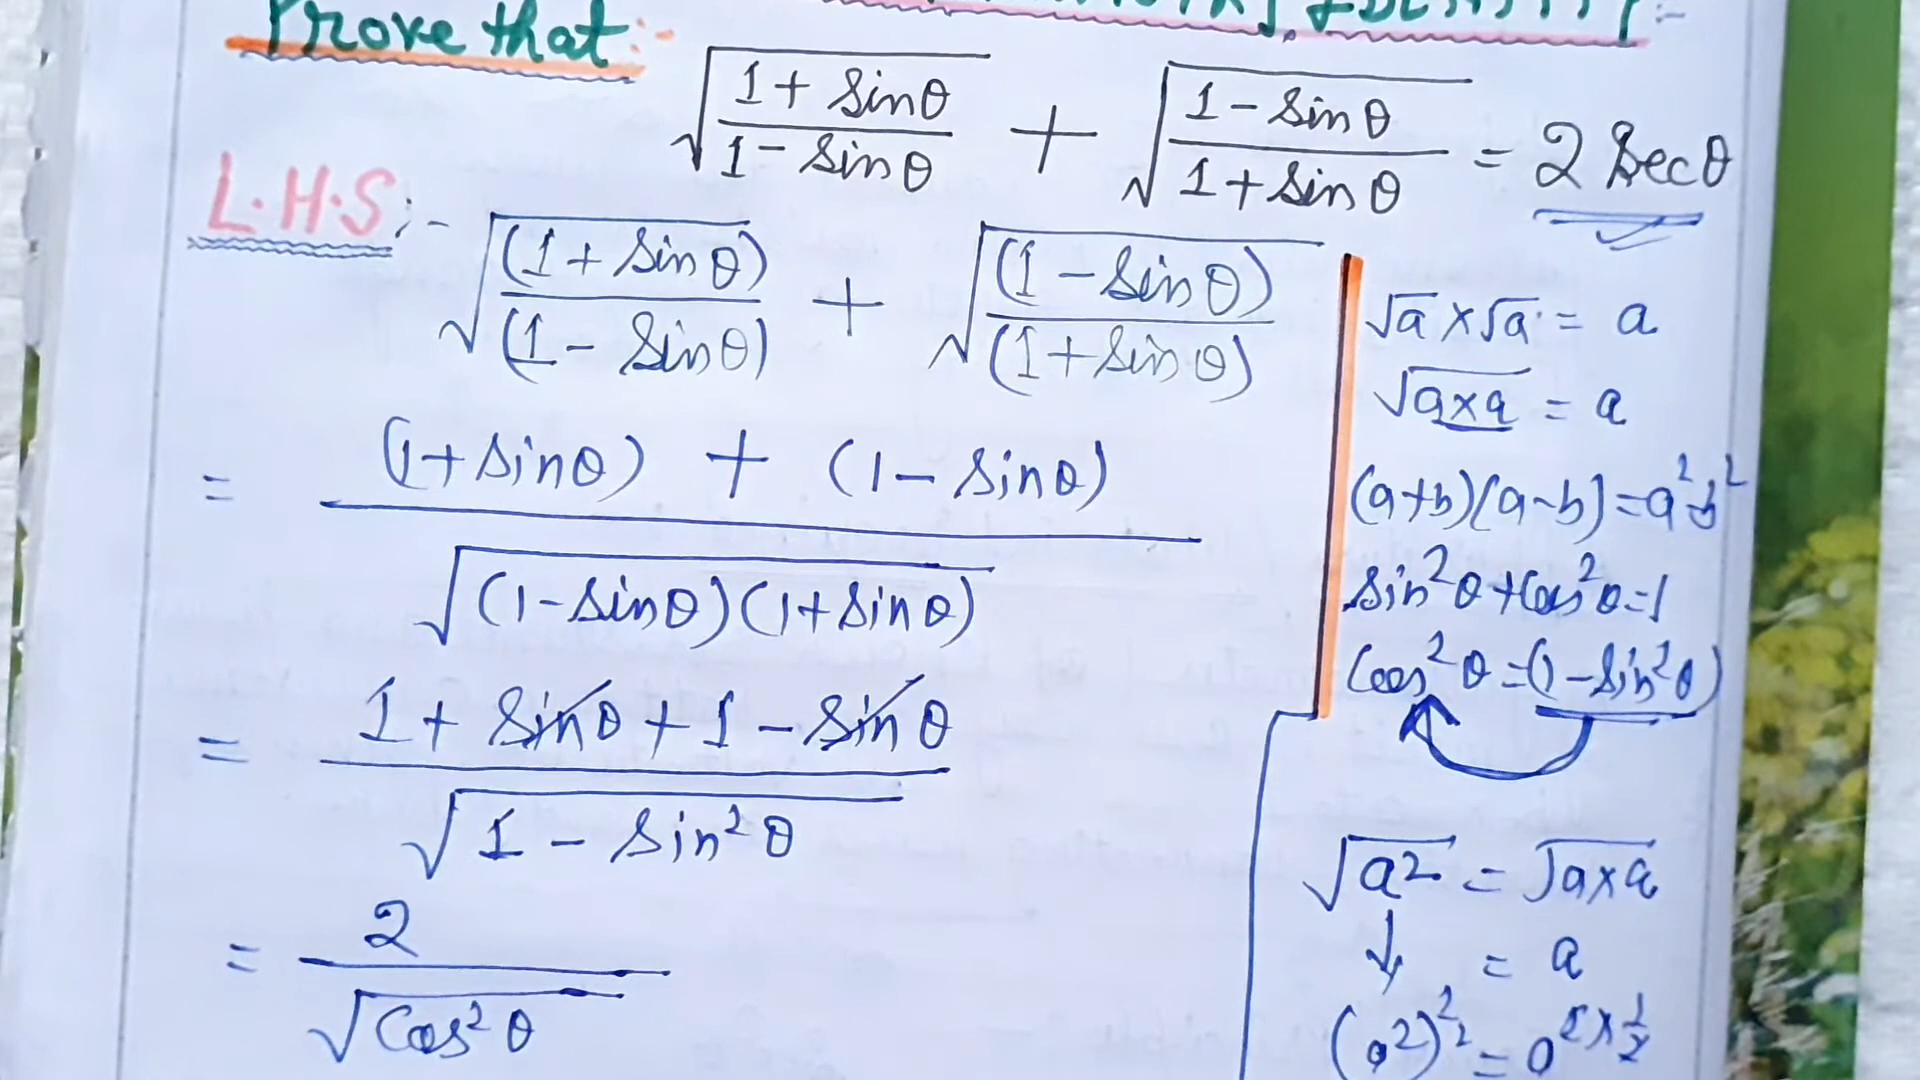 Prove that:-
√((1 + sinθ)/(1 - sinθ)) + √((1 - sinθ)/(1 + sinθ)) = 2 secθ
L.H.S:- √((1 + sinθ)/(1 - sinθ)) + √((1 - sinθ)/(1 + sinθ))
= ((1 + sinθ) + (1 - sinθ))/√((1 - sinθ)(1 + sinθ))
= (1 + sinθ + 1 - sinθ)/√(1 - sin²θ)
= 2/√(Cos²θ)
√a × √a = a
√(a×a) = a
(a+b)(a-b) = a²-b²
sin²θ + Cos²θ = 1
Cos²θ = (1 - sin²θ)
√(a²) = √(a×a)
↓ = a